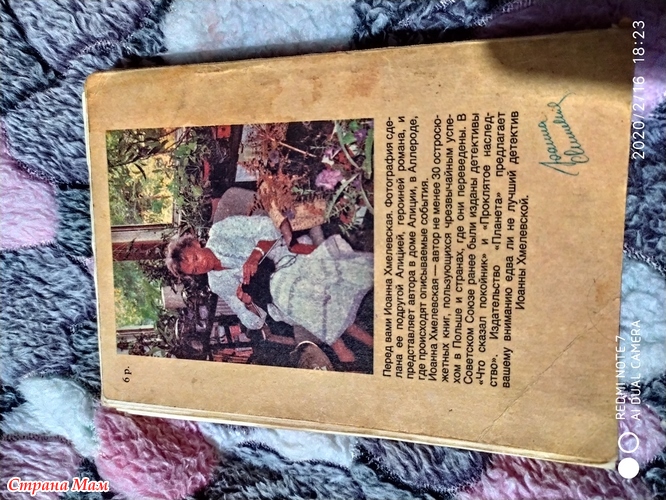 6 р.
Перед вами Иоанна Хмелевская. Фотография сде-
лана ее подругой Алицией, героиней романа, и
представляет автора в доме Алиции, в Аллероде,
где происходят описываемые события.
Иоанна Хмелевская — автор не менее 30 остросю-
жетных книг, пользующихся чрезвычайным успе-
хом в Польше и странах, где они переведены. В
Советском Союзе ранее были изданы детективы
«Что сказал покойник» и «Проклятое наслед-
ство». Издательство «Планета» предлагает
вашему вниманию едва ли не лучший детектив
Иоанны Хмелевской.
Иоанна
REDMI NOTE 7
AI DUAL CAMERA
2020/2/16 18:23
Страна Мам